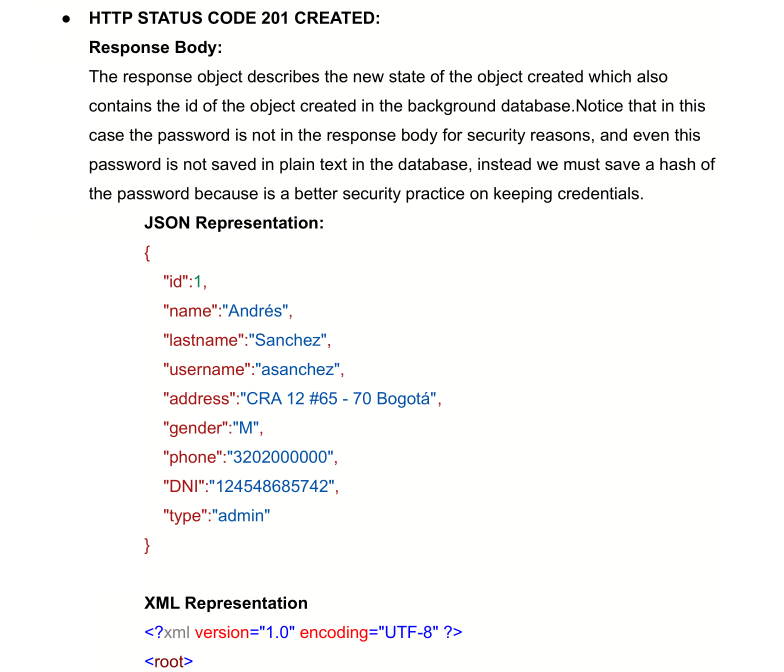 ● HTTP STATUS CODE 201 CREATED:
Response Body:
The response object describes the new state of the object created which also
contains the id of the object created in the background database.Notice that in this
case the password is not in the response body for security reasons, and even this
password is not saved in plain text in the database, instead we must save a hash of
the password because is a better security practice on keeping credentials.
JSON Representation:
{
"id":1,
"name":"Andrés",
"lastname":"Sanchez",
"username":"asanchez",
"address":"CRA 12 #65 - 70 Bogotá",
"gender":"M",
"phone":"3202000000",
"DNI":"124548685742",
"type":"admin"
}
XML Representation
<?xml version="1.0" encoding="UTF-8" ?>
<root>